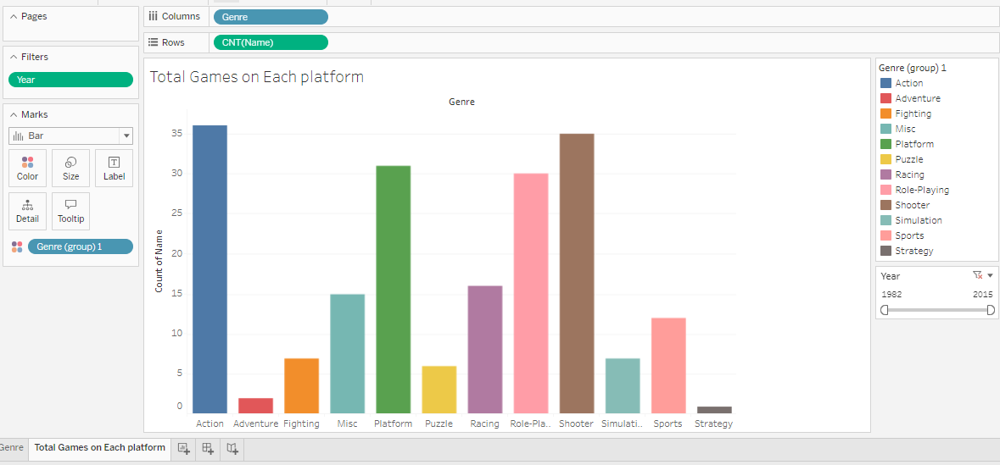 Pages
Columns
Genre
Rows
CNT(Name)
Filters
Year
Marks
Bar
Color
Size
Label
Detail
Tooltip
Genre (group) 1
Total Games on Each platform
Genre
Count of Name
35
30
25
20
15
10
5
0
Action
Adventure
Fighting
Misc
Platform
Puzzle
Racing
Role-Pla..
Shooter
Simulati..
Sports
Strategy
Genre (group) 1
Action
Adventure
Fighting
Misc
Platform
Puzzle
Racing
Role-Playing
Shooter
Simulation
Sports
Strategy
Year
1982 2015
Genre
Total Games on Each platform